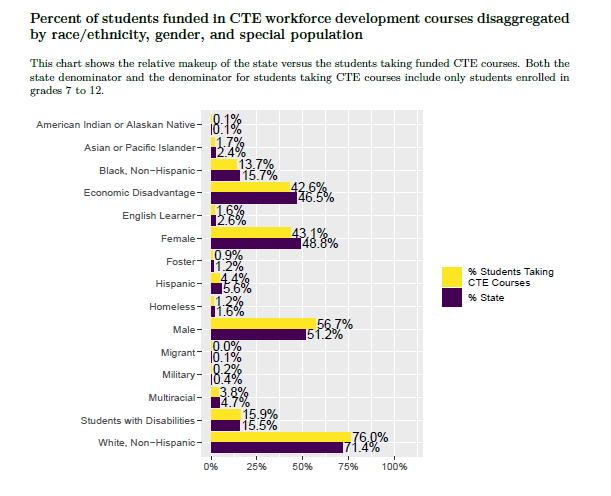 Percent of students funded in CTE workforce development courses disaggregated
by race/ethnicity, gender, and special population
This chart shows the relative makeup of the state versus the students taking funded CTE courses. Both the
state denominator and the denominator for students taking CTE courses include only students enrolled in
grades 7 to 12.
American Indian or Alaskan Native
0.1%
0.1%
Asian or Pacific Islander
1.7%
2.4%
Black, Non−Hispanic
13.7%
15.7%
Economic Disadvantage
42.6%
46.5%
English Learner
1.6%
2.6%
Female
43.1%
48.8%
Foster
0.9%
1.2%
Hispanic
4.4%
5.6%
Homeless
1.2%
1.6%
Male
56.7%
51.2%
Migrant
0.0%
0.1%
Military
0.2%
0.4%
Multiracial
3.8%
4.7%
Students with Disabilities
15.9%
15.5%
White, Non−Hispanic
76.0%
71.4%
0%
25%
50%
75%
100%
% Students Taking
CTE Courses
% State